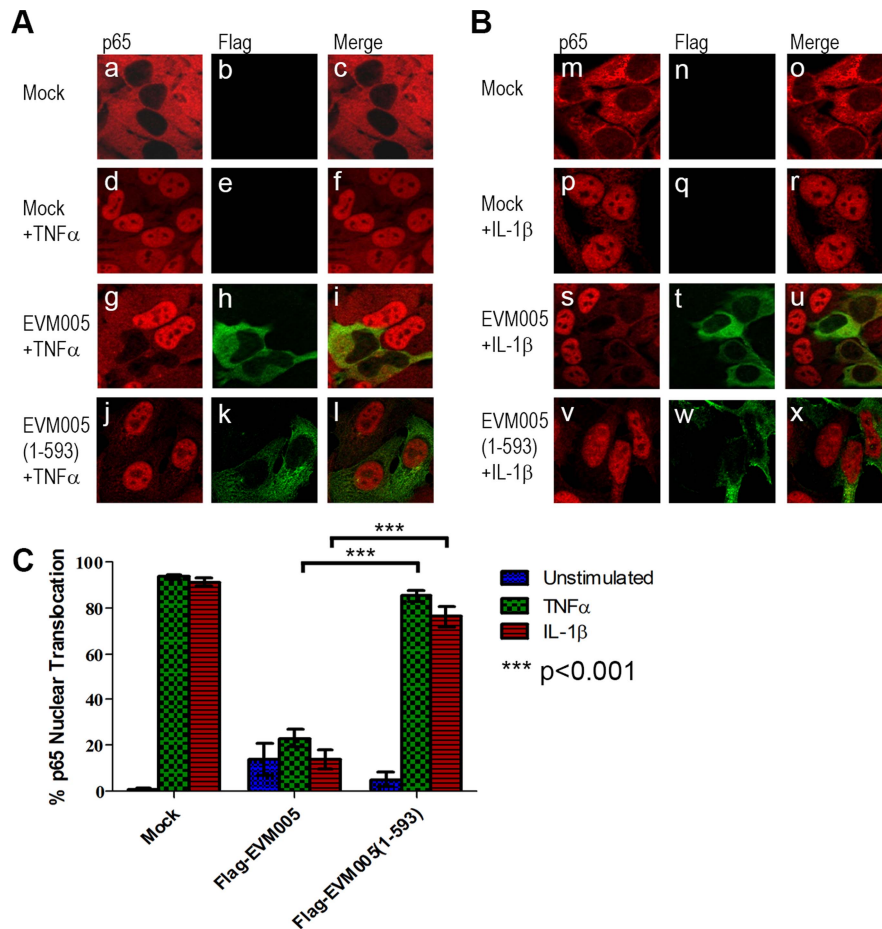 A
p65 Flag Merge
Mock
a b c
Mock
+TNFα
d e f
EVM005
+TNFα
g h i
EVM005
(1-593)
+TNFα
j k l
B
p65 Flag Merge
Mock
m n o
Mock
+IL-1β
p q r
EVM005
+IL-1β
s t u
EVM005
(1-593)
+IL-1β
v w x
C
% p65 Nuclear Translocation
100
80
60
40
20
0
***
***
Mock
Flag-EVM005
Flag-EVM005(1-593)
Unstimulated
TNFα
IL-1β
*** p<0.001